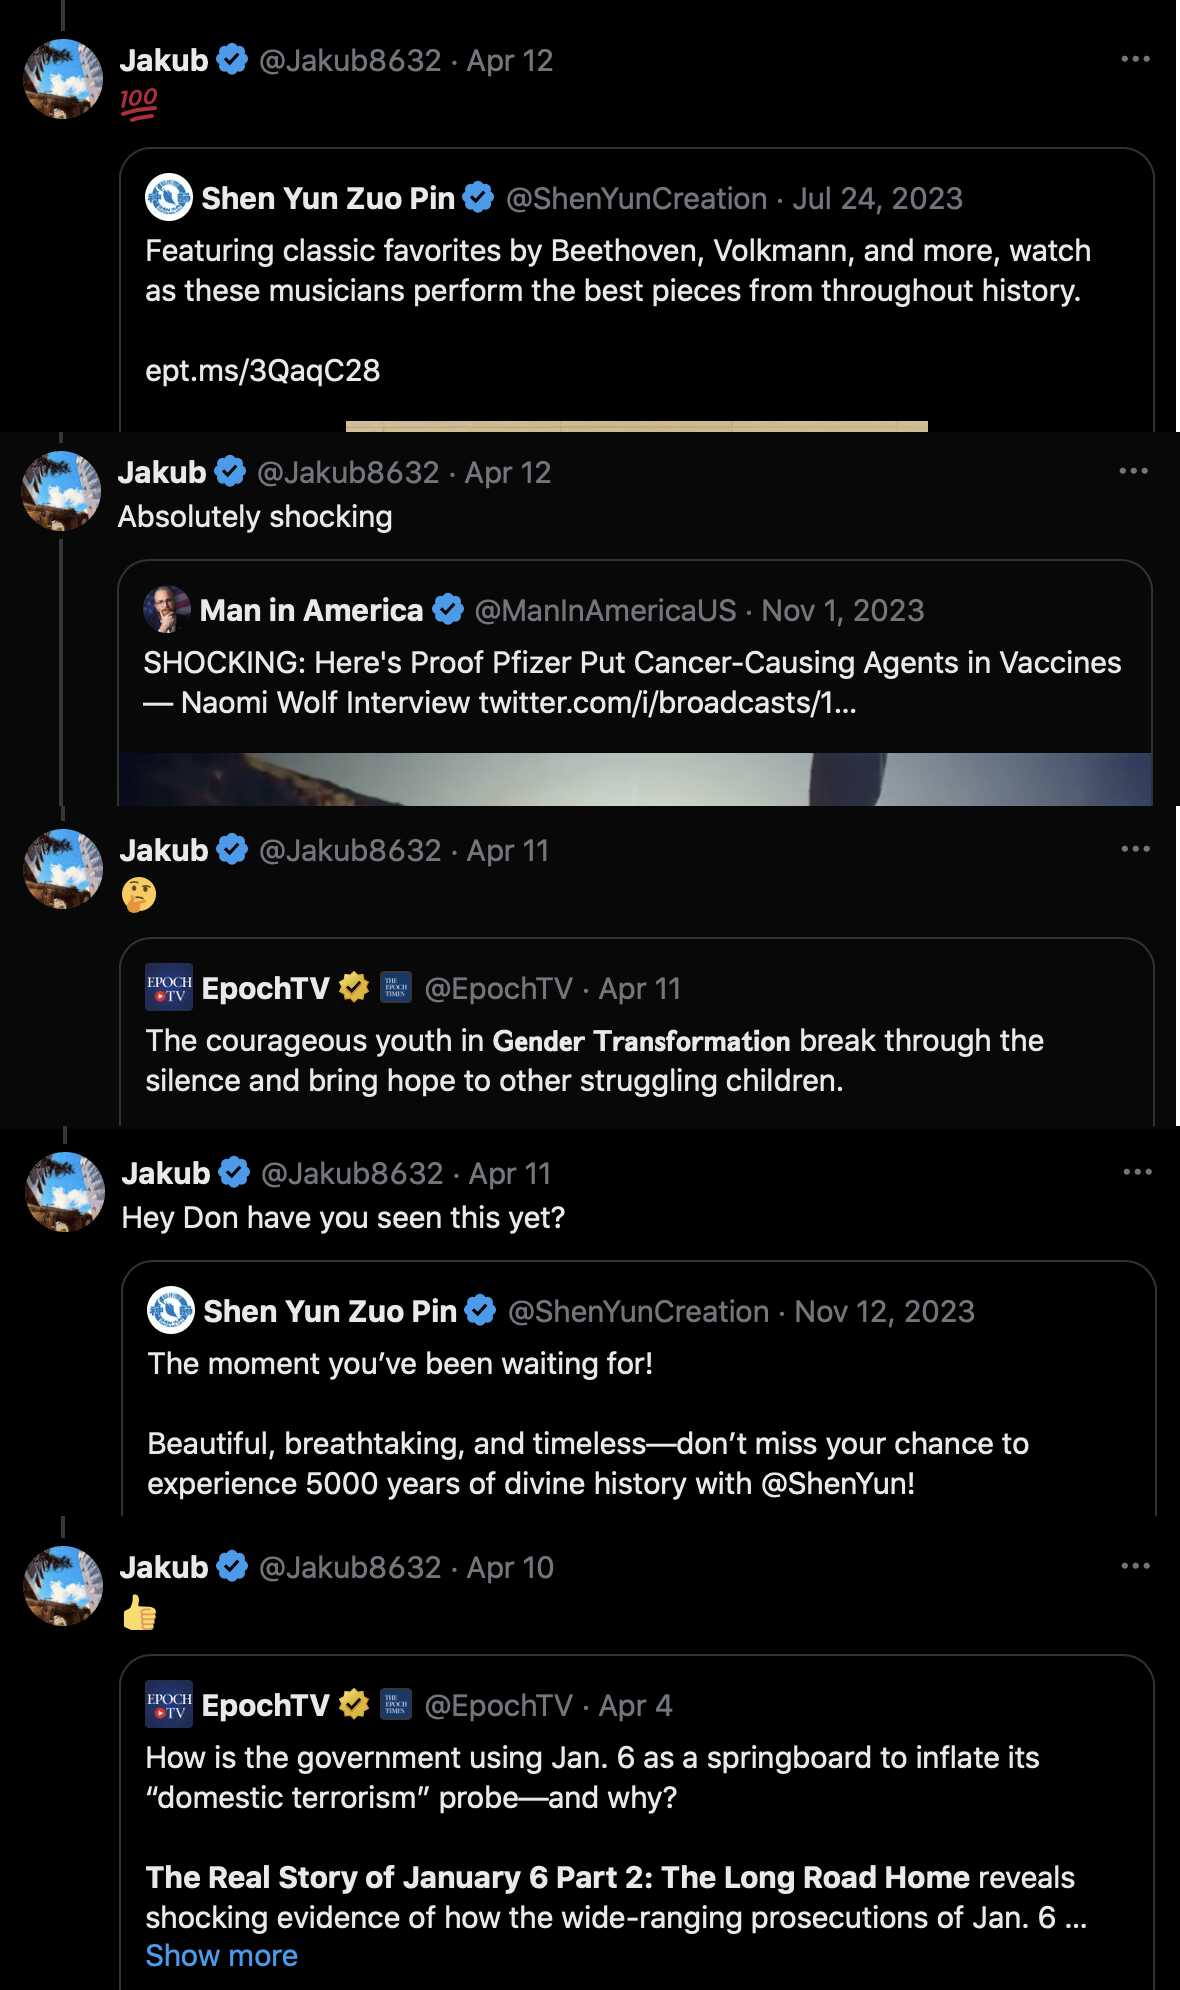 Jakub @Jakub8632 · Apr 12
💯
Shen Yun Zuo Pin @ShenYunCreation · Jul 24, 2023
Featuring classic favorites by Beethoven, Volkmann, and more, watch
as these musicians perform the best pieces from throughout history.
ept.ms/3QaqC28
Jakub @Jakub8632 · Apr 12
Absolutely shocking
Man in America @ManInAmericaUS · Nov 1, 2023
SHOCKING: Here's Proof Pfizer Put Cancer-Causing Agents in Vaccines
— Naomi Wolf Interview twitter.com/i/broadcasts/1...
Jakub @Jakub8632 · Apr 11
🤔
EPOCH TV EpochTV THE EPOCH TIMES @EpochTV · Apr 11
The courageous youth in Gender Transformation break through the
silence and bring hope to other struggling children.
Jakub @Jakub8632 · Apr 11
Hey Don have you seen this yet?
Shen Yun Zuo Pin @ShenYunCreation · Nov 12, 2023
The moment you’ve been waiting for!
Beautiful, breathtaking, and timeless—don’t miss your chance to
experience 5000 years of divine history with @ShenYun!
Jakub @Jakub8632 · Apr 10
👍
EPOCH TV EpochTV THE EPOCH TIMES @EpochTV · Apr 4
How is the government using Jan. 6 as a springboard to inflate its
“domestic terrorism” probe—and why?
The Real Story of January 6 Part 2: The Long Road Home reveals
shocking evidence of how the wide-ranging prosecutions of Jan. 6 ...
Show more